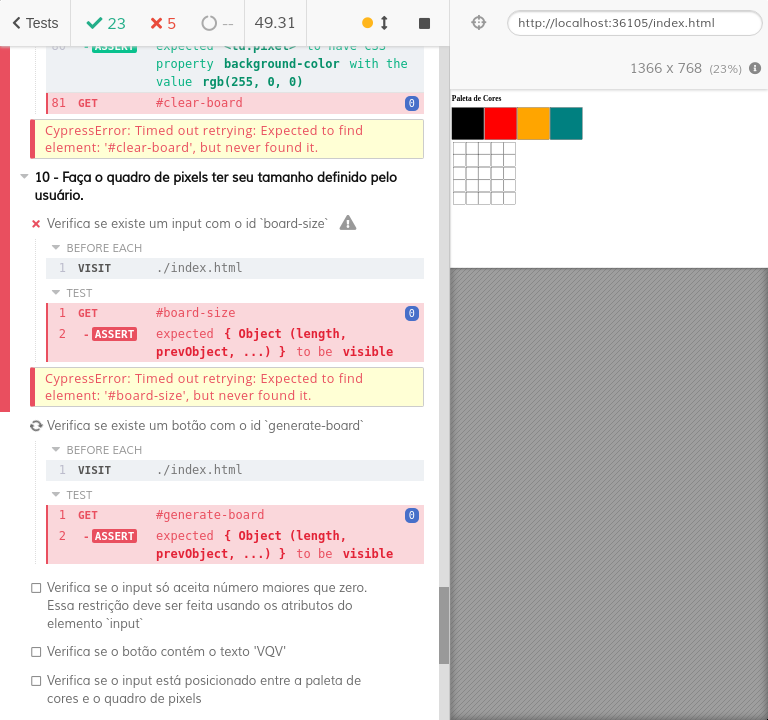 Tests 23 5 -- 49.31
http://localhost:36105/index.html
1366 x 768 (23%)
80 - ASSERT expected <td.pixel> to have CSS
property background-color with the
value rgb(255, 0, 0)
81 GET #clear-board 0
CypressError: Timed out retrying: Expected to find
element: '#clear-board', but never found it.
10 - Faça o quadro de pixels ter seu tamanho definido pelo
usuário.
Verifica se existe um input com o id `board-size`
BEFORE EACH
1 VISIT ./index.html
TEST
1 GET #board-size 0
2 - ASSERT expected { Object (length,
prevObject, ...) } to be visible
CypressError: Timed out retrying: Expected to find
element: '#board-size', but never found it.
Verifica se existe um botão com o id `generate-board`
BEFORE EACH
1 VISIT ./index.html
TEST
1 GET #generate-board 0
2 - ASSERT expected { Object (length,
prevObject, ...) } to be visible
Verifica se o input só aceita número maiores que zero.
Essa restrição deve ser feita usando os atributos do
elemento `input`
Verifica se o botão contém o texto 'VQV'
Verifica se o input está posicionado entre a paleta de
cores e o quadro de pixels
Paleta de Cores